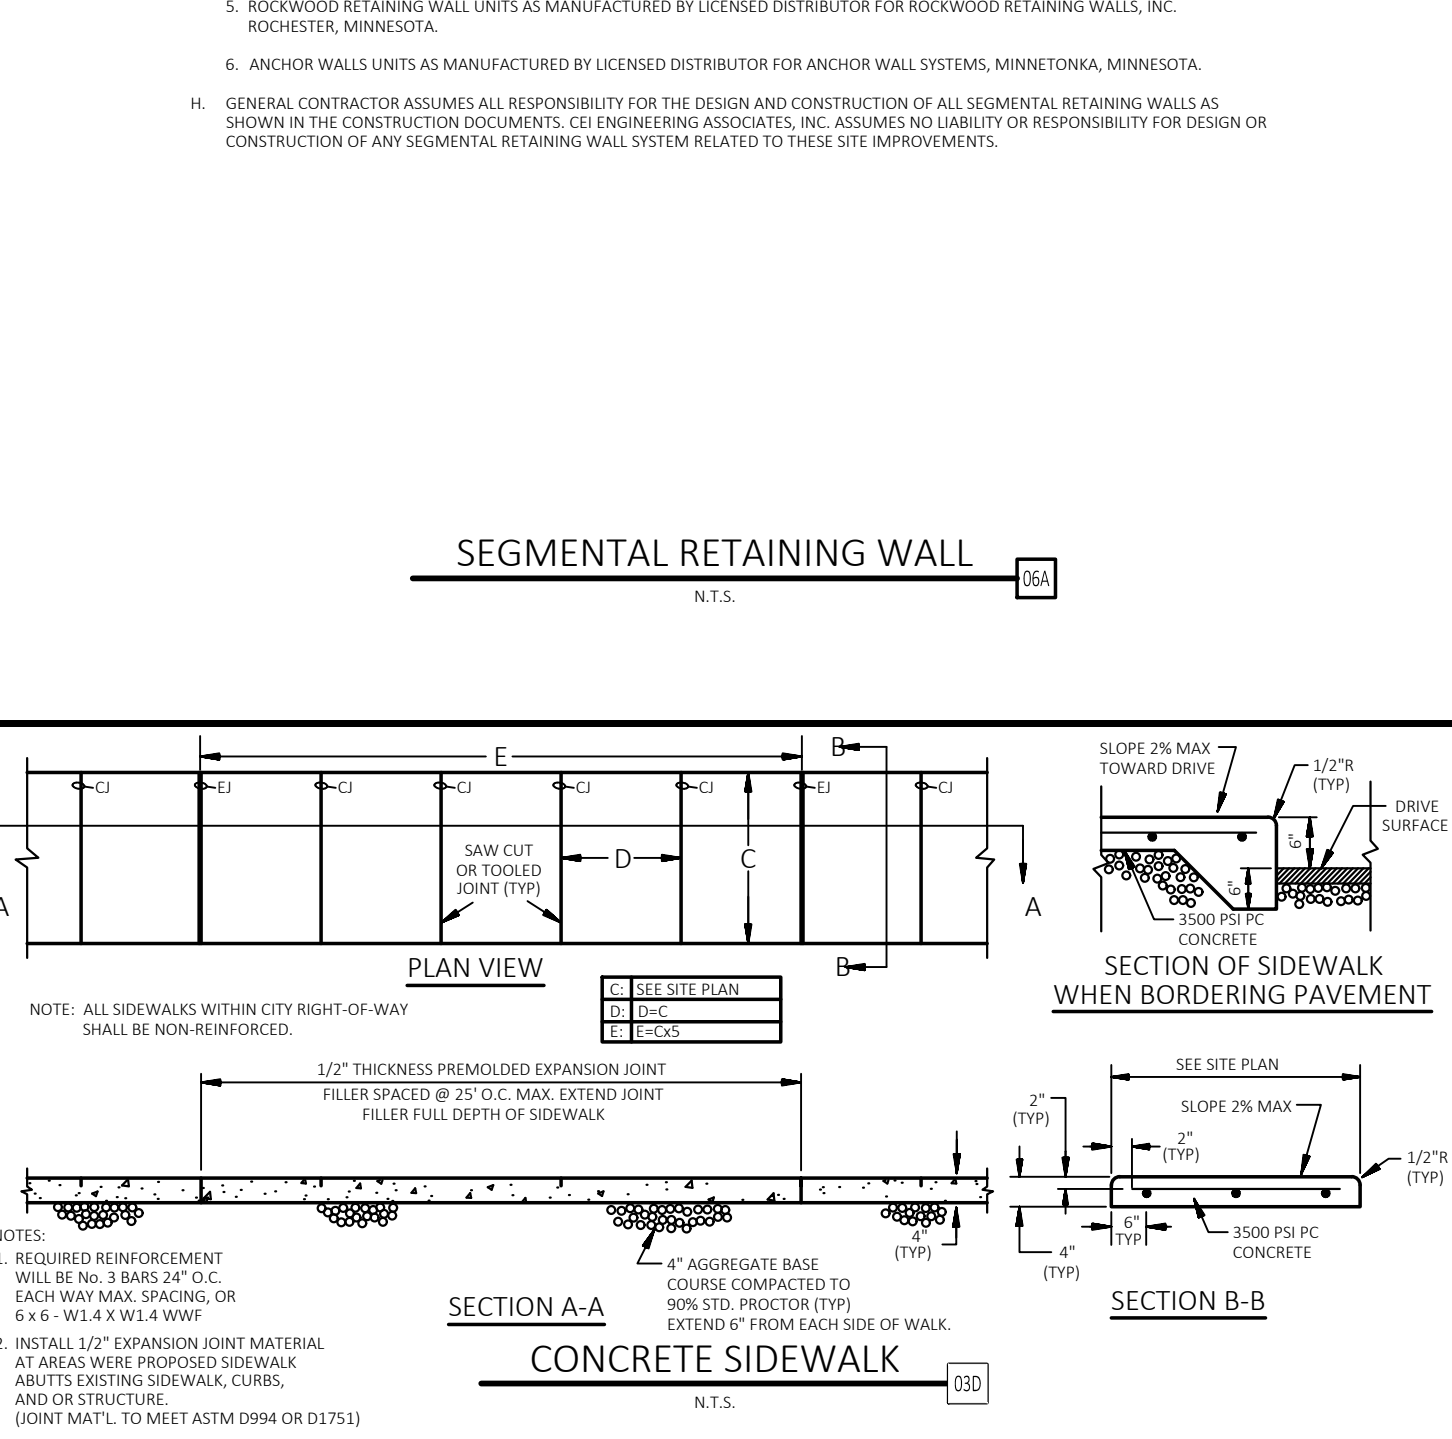 5. ROCKWOOD RETAINING WALL UNITS AS MANUFACTURED BY LICENSED DISTRIBUTOR FOR ROCKWOOD RETAINING WALLS, INC.
ROCHESTER, MINNESOTA.
6. ANCHOR WALLS UNITS AS MANUFACTURED BY LICENSED DISTRIBUTOR FOR ANCHOR WALL SYSTEMS, MINNETONKA, MINNESOTA.
H. GENERAL CONTRACTOR ASSUMES ALL RESPONSIBILITY FOR THE DESIGN AND CONSTRUCTION OF ALL SEGMENTAL RETAINING WALLS AS
SHOWN IN THE CONSTRUCTION DOCUMENTS. CEI ENGINEERING ASSOCIATES, INC. ASSUMES NO LIABILITY OR RESPONSIBILITY FOR DESIGN OR
CONSTRUCTION OF ANY SEGMENTAL RETAINING WALL SYSTEM RELATED TO THESE SITE IMPROVEMENTS.
SEGMENTAL RETAINING WALL
06A
N.T.S.
E
B
CJ
EJ
CJ
CJ
CJ
CJ
EJ
CJ
SAW CUT
OR TOOLED
JOINT (TYP)
D
C
A
A
B
PLAN VIEW
C: SEE SITE PLAN
D: D=C
E: E=Cx5
NOTE: ALL SIDEWALKS WITHIN CITY RIGHT-OF-WAY
SHALL BE NON-REINFORCED.
SLOPE 2% MAX
TOWARD DRIVE
1/2"R
(TYP)
DRIVE
SURFACE
6"
6"
3500 PSI PC
CONCRETE
SECTION OF SIDEWALK
WHEN BORDERING PAVEMENT
1/2" THICKNESS PREMOLDED EXPANSION JOINT
FILLER SPACED @ 25' O.C. MAX. EXTEND JOINT
FILLER FULL DEPTH OF SIDEWALK
4"
(TYP)
4" AGGREGATE BASE
COURSE COMPACTED TO
90% STD. PROCTOR (TYP)
EXTEND 6" FROM EACH SIDE OF WALK.
SECTION A-A
SEE SITE PLAN
2"
(TYP)
SLOPE 2% MAX
2"
(TYP)
1/2"R
(TYP)
6"
TYP
4"
(TYP)
3500 PSI PC
CONCRETE
SECTION B-B
NOTES:
1. REQUIRED REINFORCEMENT
WILL BE No. 3 BARS 24" O.C.
EACH WAY MAX. SPACING, OR
6 x 6 - W1.4 X W1.4 WWF
2. INSTALL 1/2" EXPANSION JOINT MATERIAL
AT AREAS WERE PROPOSED SIDEWALK
ABUTTS EXISTING SIDEWALK, CURBS,
AND OR STRUCTURE.
(JOINT MAT'L. TO MEET ASTM D994 OR D1751)
CONCRETE SIDEWALK
03D
N.T.S.